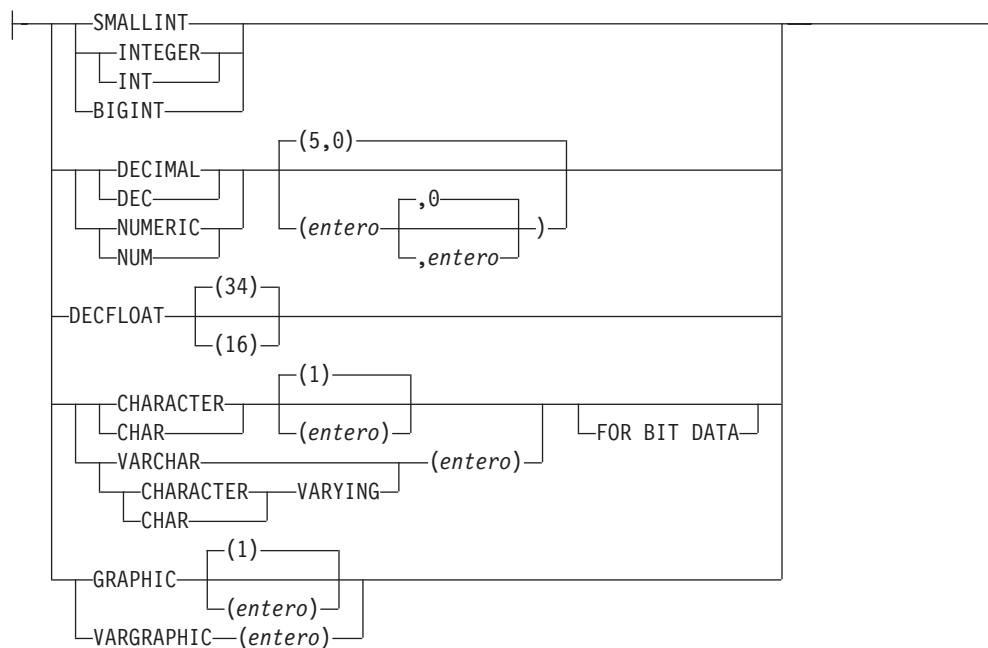 SMALLINT
INTEGER
INT
BIGINT
(5,0)
DECIMAL
DEC
,0
NUMERIC
(entero )
NUM
,entero
(34)
DECFLOAT
(16)
(1)
CHARACTER
CHAR
(entero)
FOR BIT DATA
VARCHAR
(entero)
CHARACTER VARYING
CHAR
(1)
GRAPHIC
(entero)
VARGRAPHIC (entero)